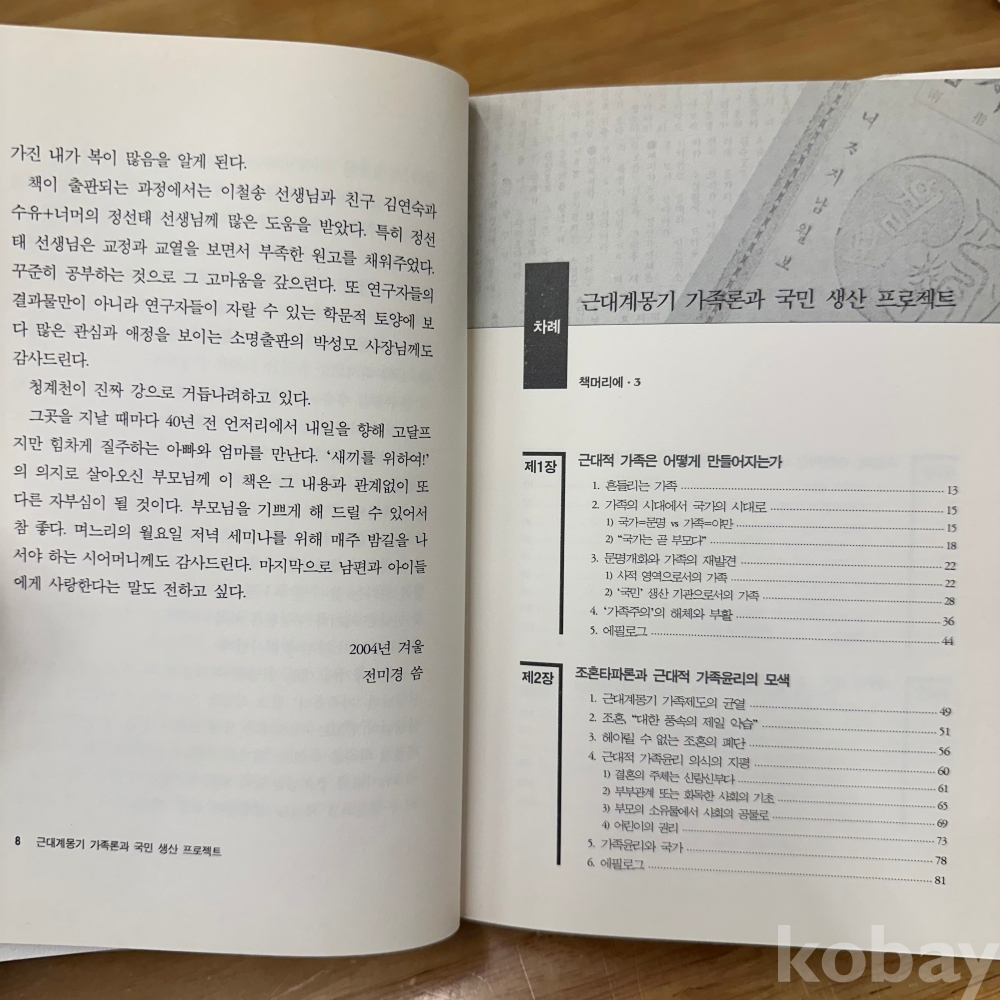 가진 내가 복이 많음을 알게 된다.
책이 출판되는 과정에서는 이철송 선생님과 친구 김연숙과
수유+너머의 정선태 선생님께 많은 도움을 받았다. 특히 정선
태 선생님은 교정과 교열을 보면서 부족한 원고를 채워주었다.
꾸준히 공부하는 것으로 그 고마움을 갚으련다. 또 연구자들의
결과물만이 아니라 연구자들이 자랄 수 있는 학문적 토양에 보
다 많은 관심과 애정을 보이는 소명출판의 박성모 사장님께도
감사드린다.
청계천이 진짜 강으로 거듭나려하고 있다.
그곳을 지날 때마다 40년 전 언저리에서 내일을 향해 고달프
지만 힘차게 질주하는 아빠와 엄마를 만난다. ‘새끼를 위하여!’
의 의지로 살아오신 부모님께 이 책은 그 내용과 관계없이 또
다른 자부심이 될 것이다. 부모님을 기쁘게 해 드릴 수 있어서
참 좋다. 며느리의 월요일 저녁 세미나를 위해 매주 밤길을 나
서야 하는 시어머니께도 감사드린다. 마지막으로 남편과 아이들
에게 사랑한다는 말도 전하고 싶다.
2004년 겨울
전미경 씀
8 근대계몽기 가족론과 국민 생산 프로젝트
녀ᄌᆞ지남월보
근대계몽기 가족론과 국민 생산 프로젝트
차례
책머리에 · 3
제1장 근대적 가족은 어떻게 만들어지는가
1. 흔들리는 가족 13
2. 가족의 시대에서 국가의 시대로 15
1) 국가=문명 vs 가족=야만 15
2) “국가는 곧 부모다” 18
3. 문명개화와 가족의 재발견 22
1) 사적 영역으로서의 가족 22
2) ‘국민’ 생산 기관으로서의 가족 28
4. ‘가족주의’의 해체와 부활 36
5. 에필로그 44
제2장 조혼타파론과 근대적 가족윤리의 모색
1. 근대계몽기 가족제도의 균열 49
2. 조혼, “대한 풍속의 제일 악습” 51
3. 헤아릴 수 없는 조혼의 폐단 56
4. 근대적 가족윤리 의식의 지평 60
1) 결혼의 주체는 신랑신부다 61
2) 부부관계 또는 화목한 사회의 기초 65
3) 부모의 소유물에서 사회의 공물로 69
4) 어린이의 권리 73
5. 가족윤리와 국가 78
6. 에필로그 81
kobay